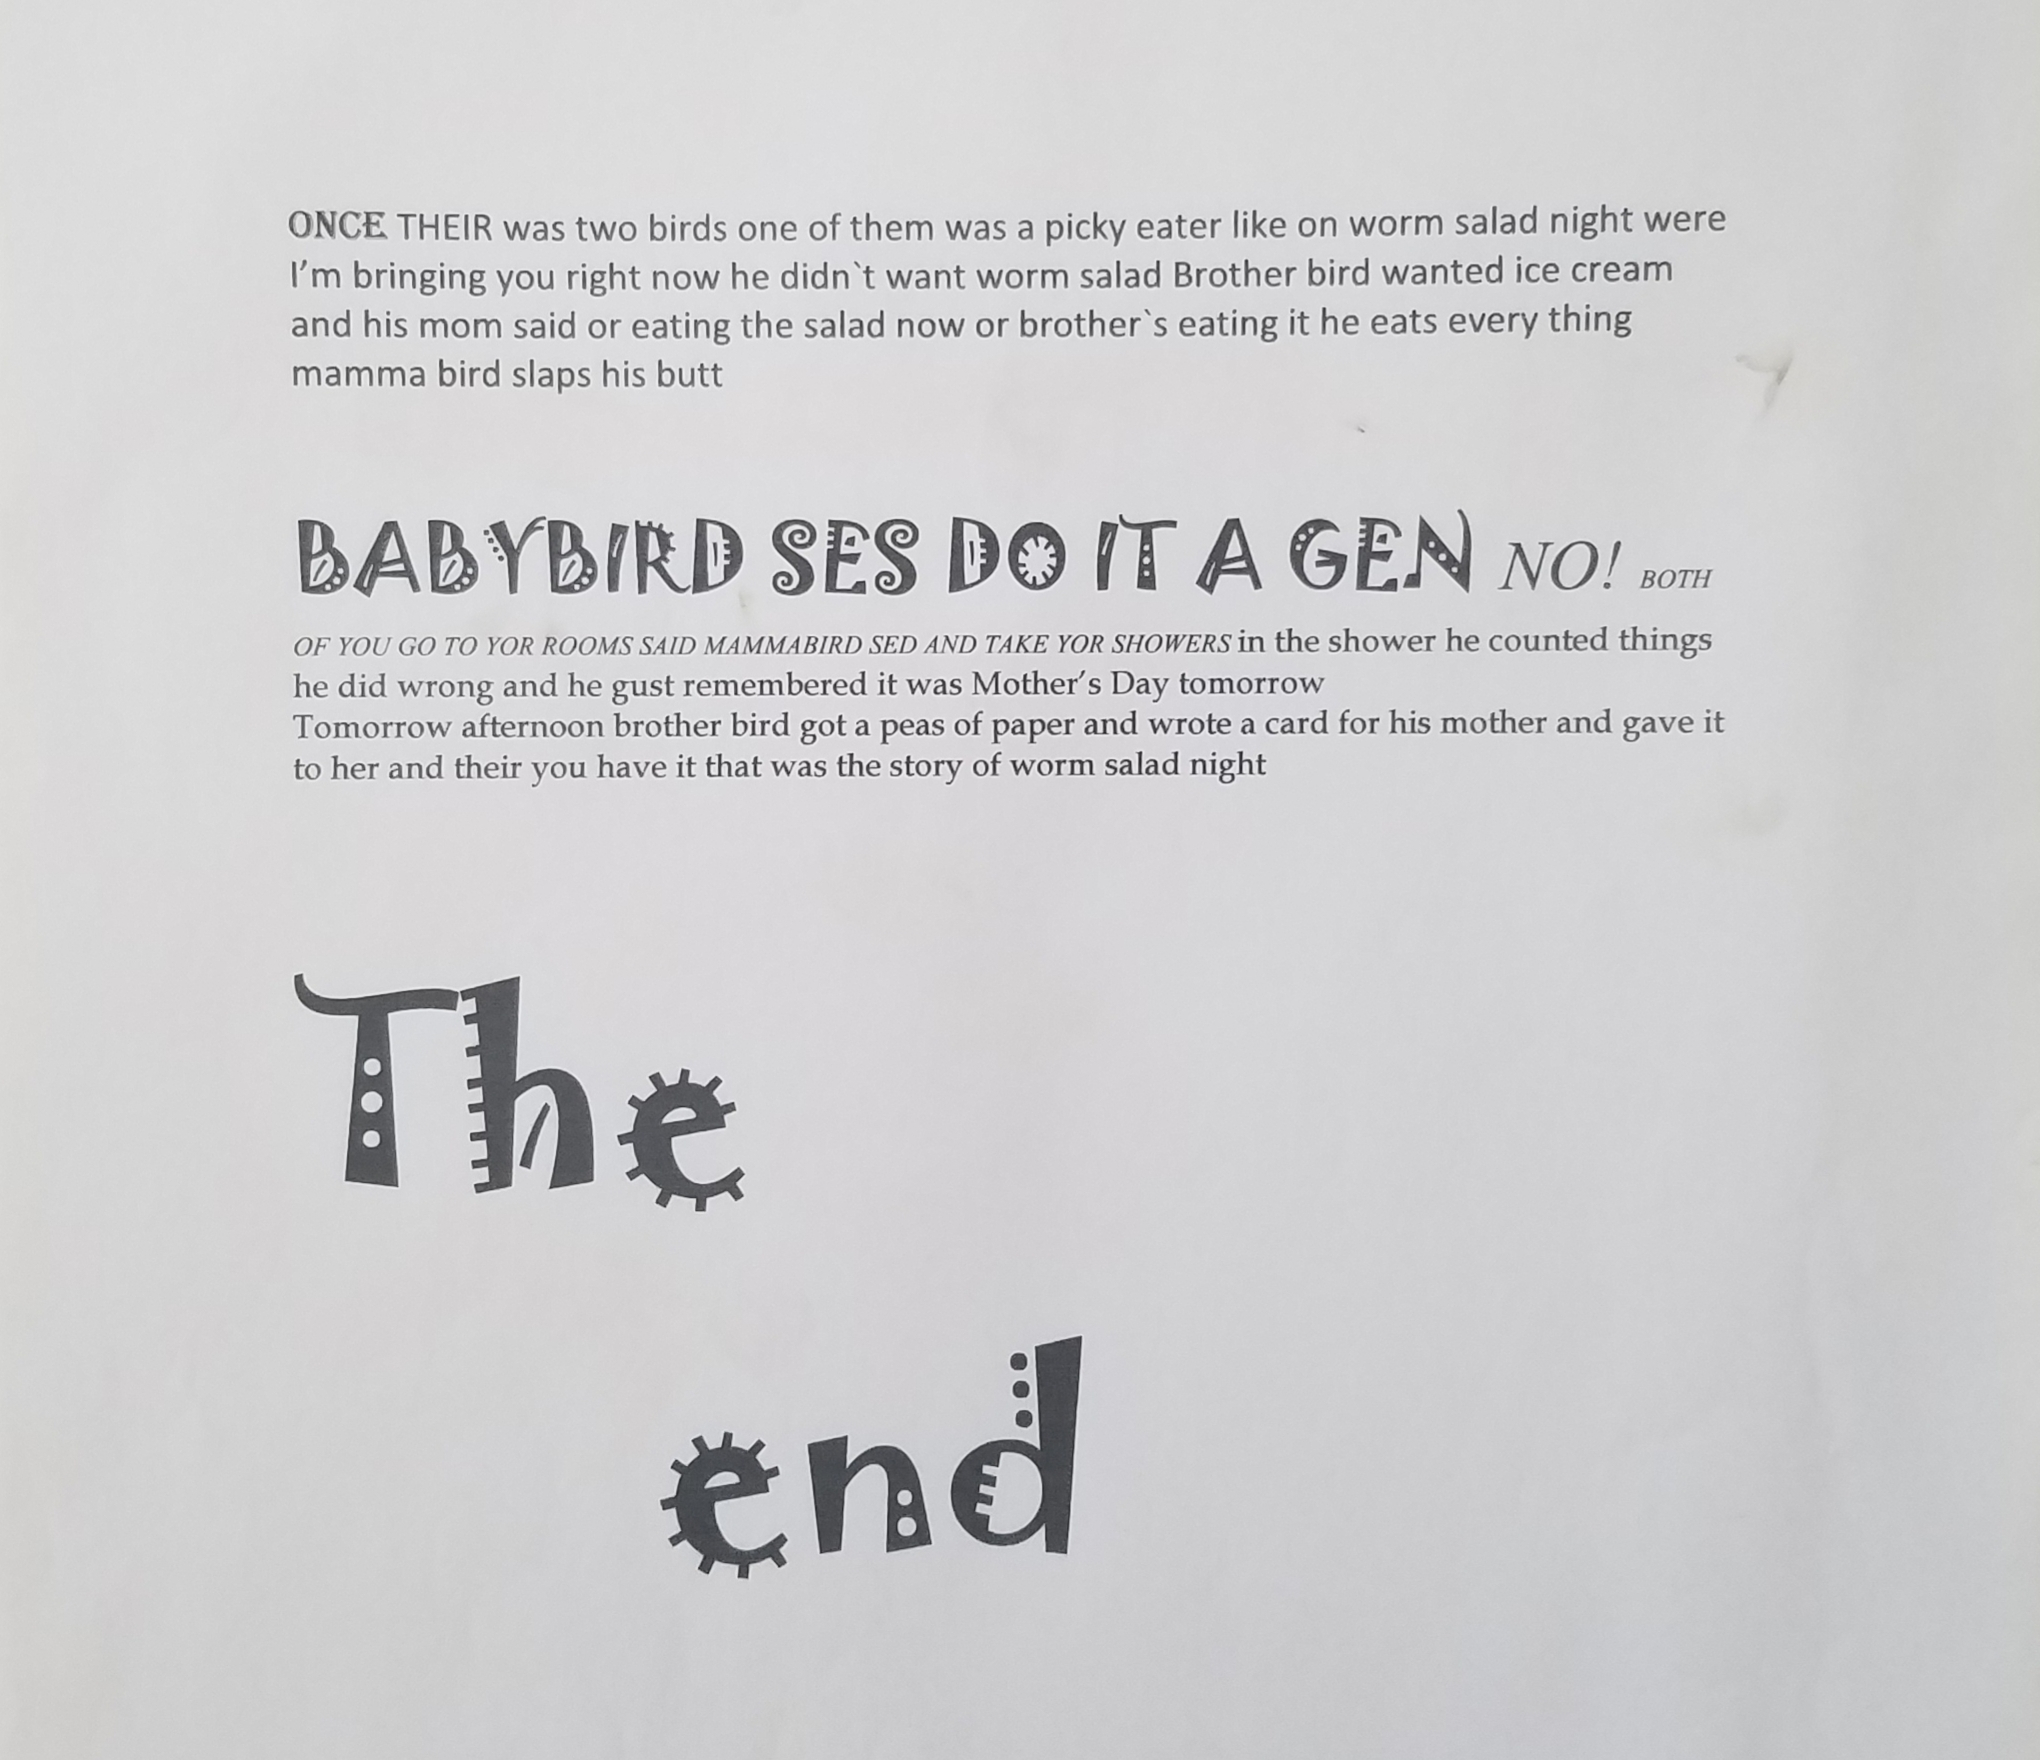 ONCE THEIR was two birds one of them was a picky eater like on worm salad night were
I'm bringing you right now he didn`t want worm salad Brother bird wanted ice cream
and his mom said or eating the salad now or brother`s eating it he eats every thing
mamma bird slaps his butt
BABYBIRD SES DO IT A GEN NO! BOTH
OF YOU GO TO YOR ROOMS SAID MAMMABIRD SED AND TAKE YOR SHOWERS in the shower he counted things
he did wrong and he gust remembered it was Mother's Day tomorrow
Tomorrow afternoon brother bird got a peas of paper and wrote a card for his mother and gave it
to her and their you have it that was the story of worm salad night
The
end